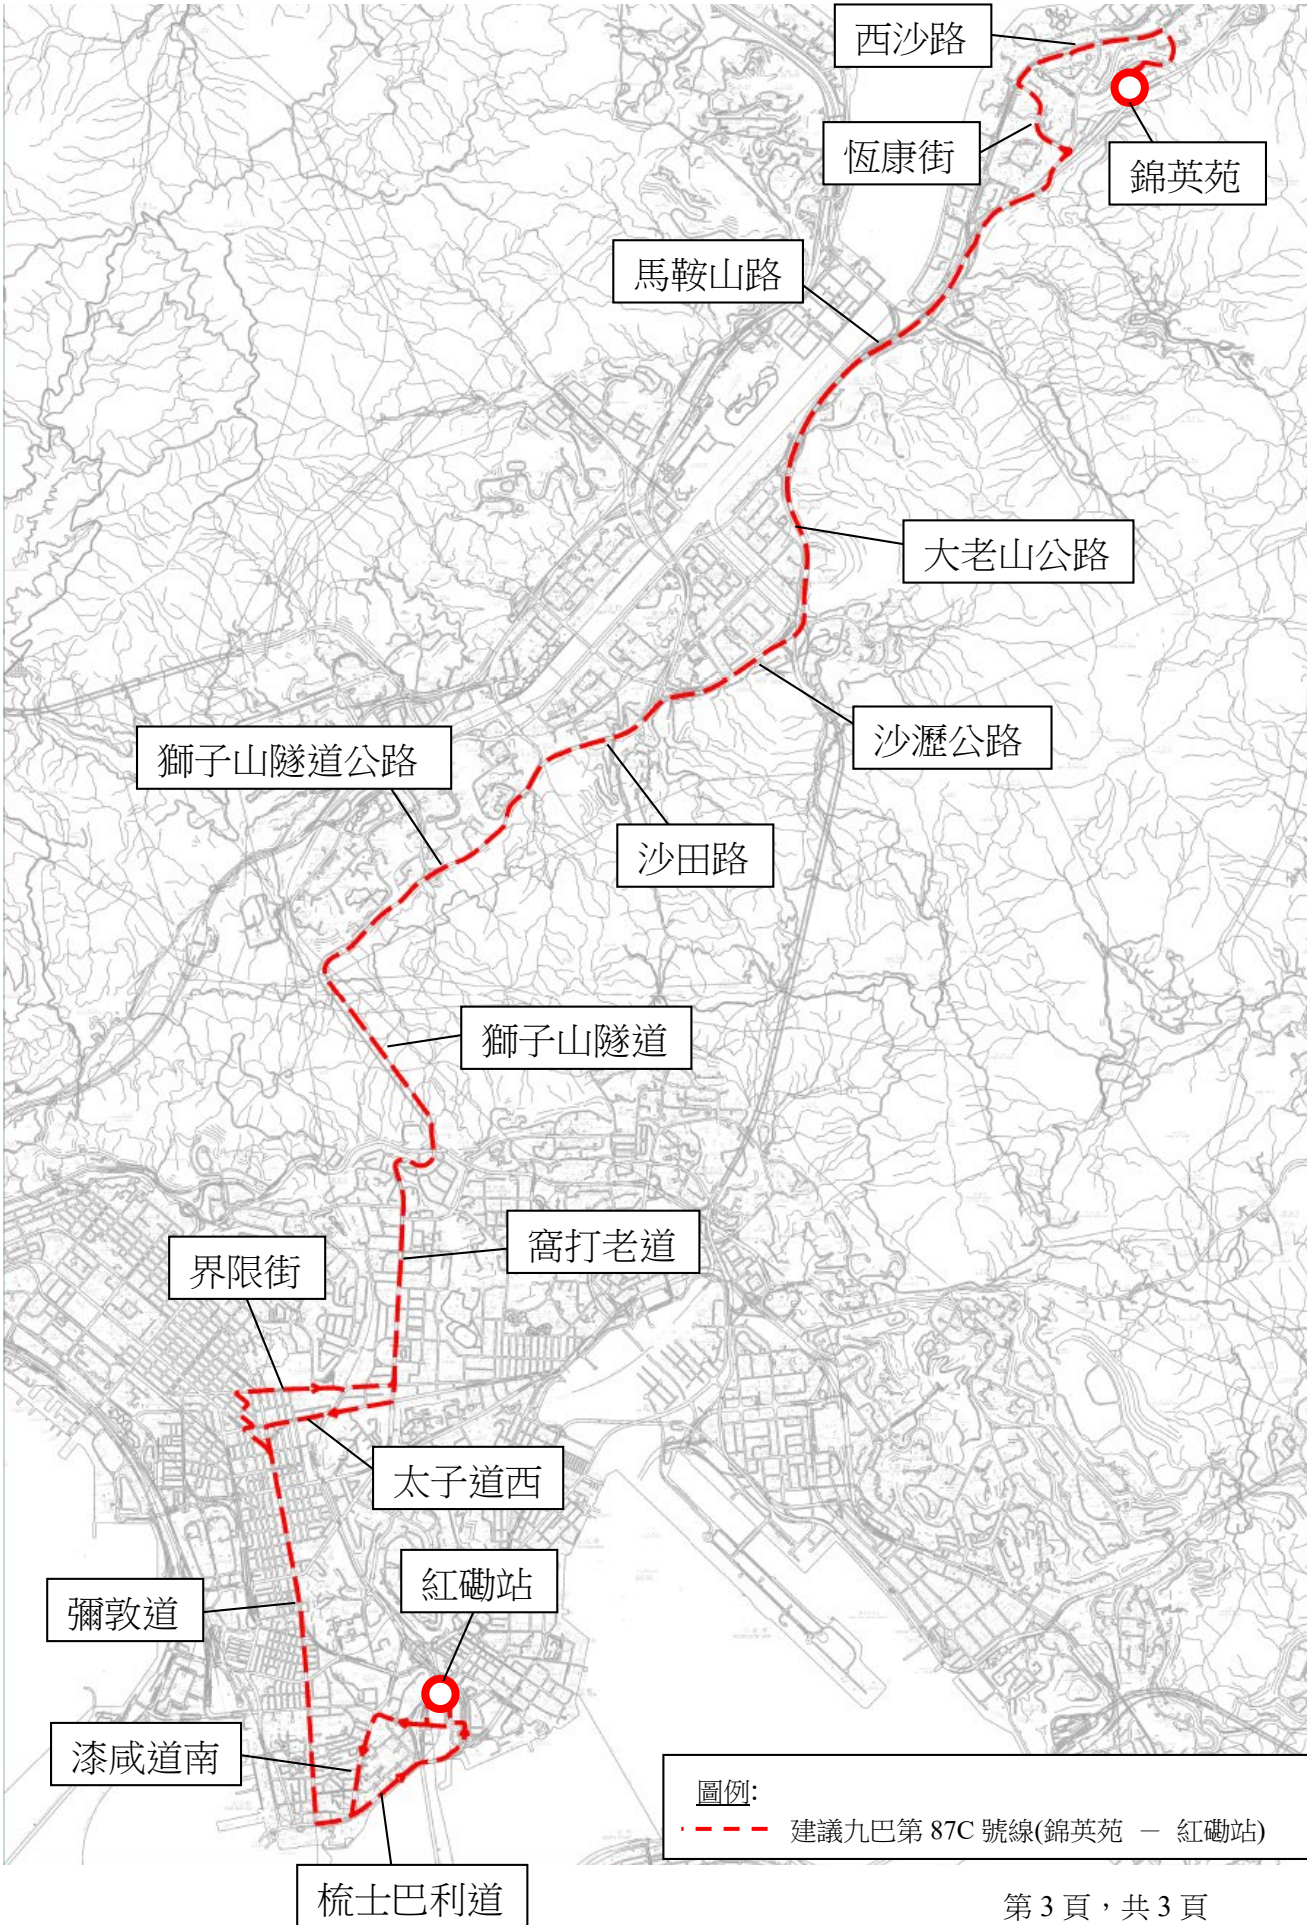 西沙路
恆康街
錦英苑
馬鞍山路
大老山公路
沙瀝公路
獅子山隧道公路
沙田路
獅子山隧道
窩打老道
界限街
太子道西
紅磡站
彌敦道
漆咸道南
圖例:
建議九巴第 87C 號線(錦英苑 － 紅磡站)
梳士巴利道
第 3 頁，共 3 頁